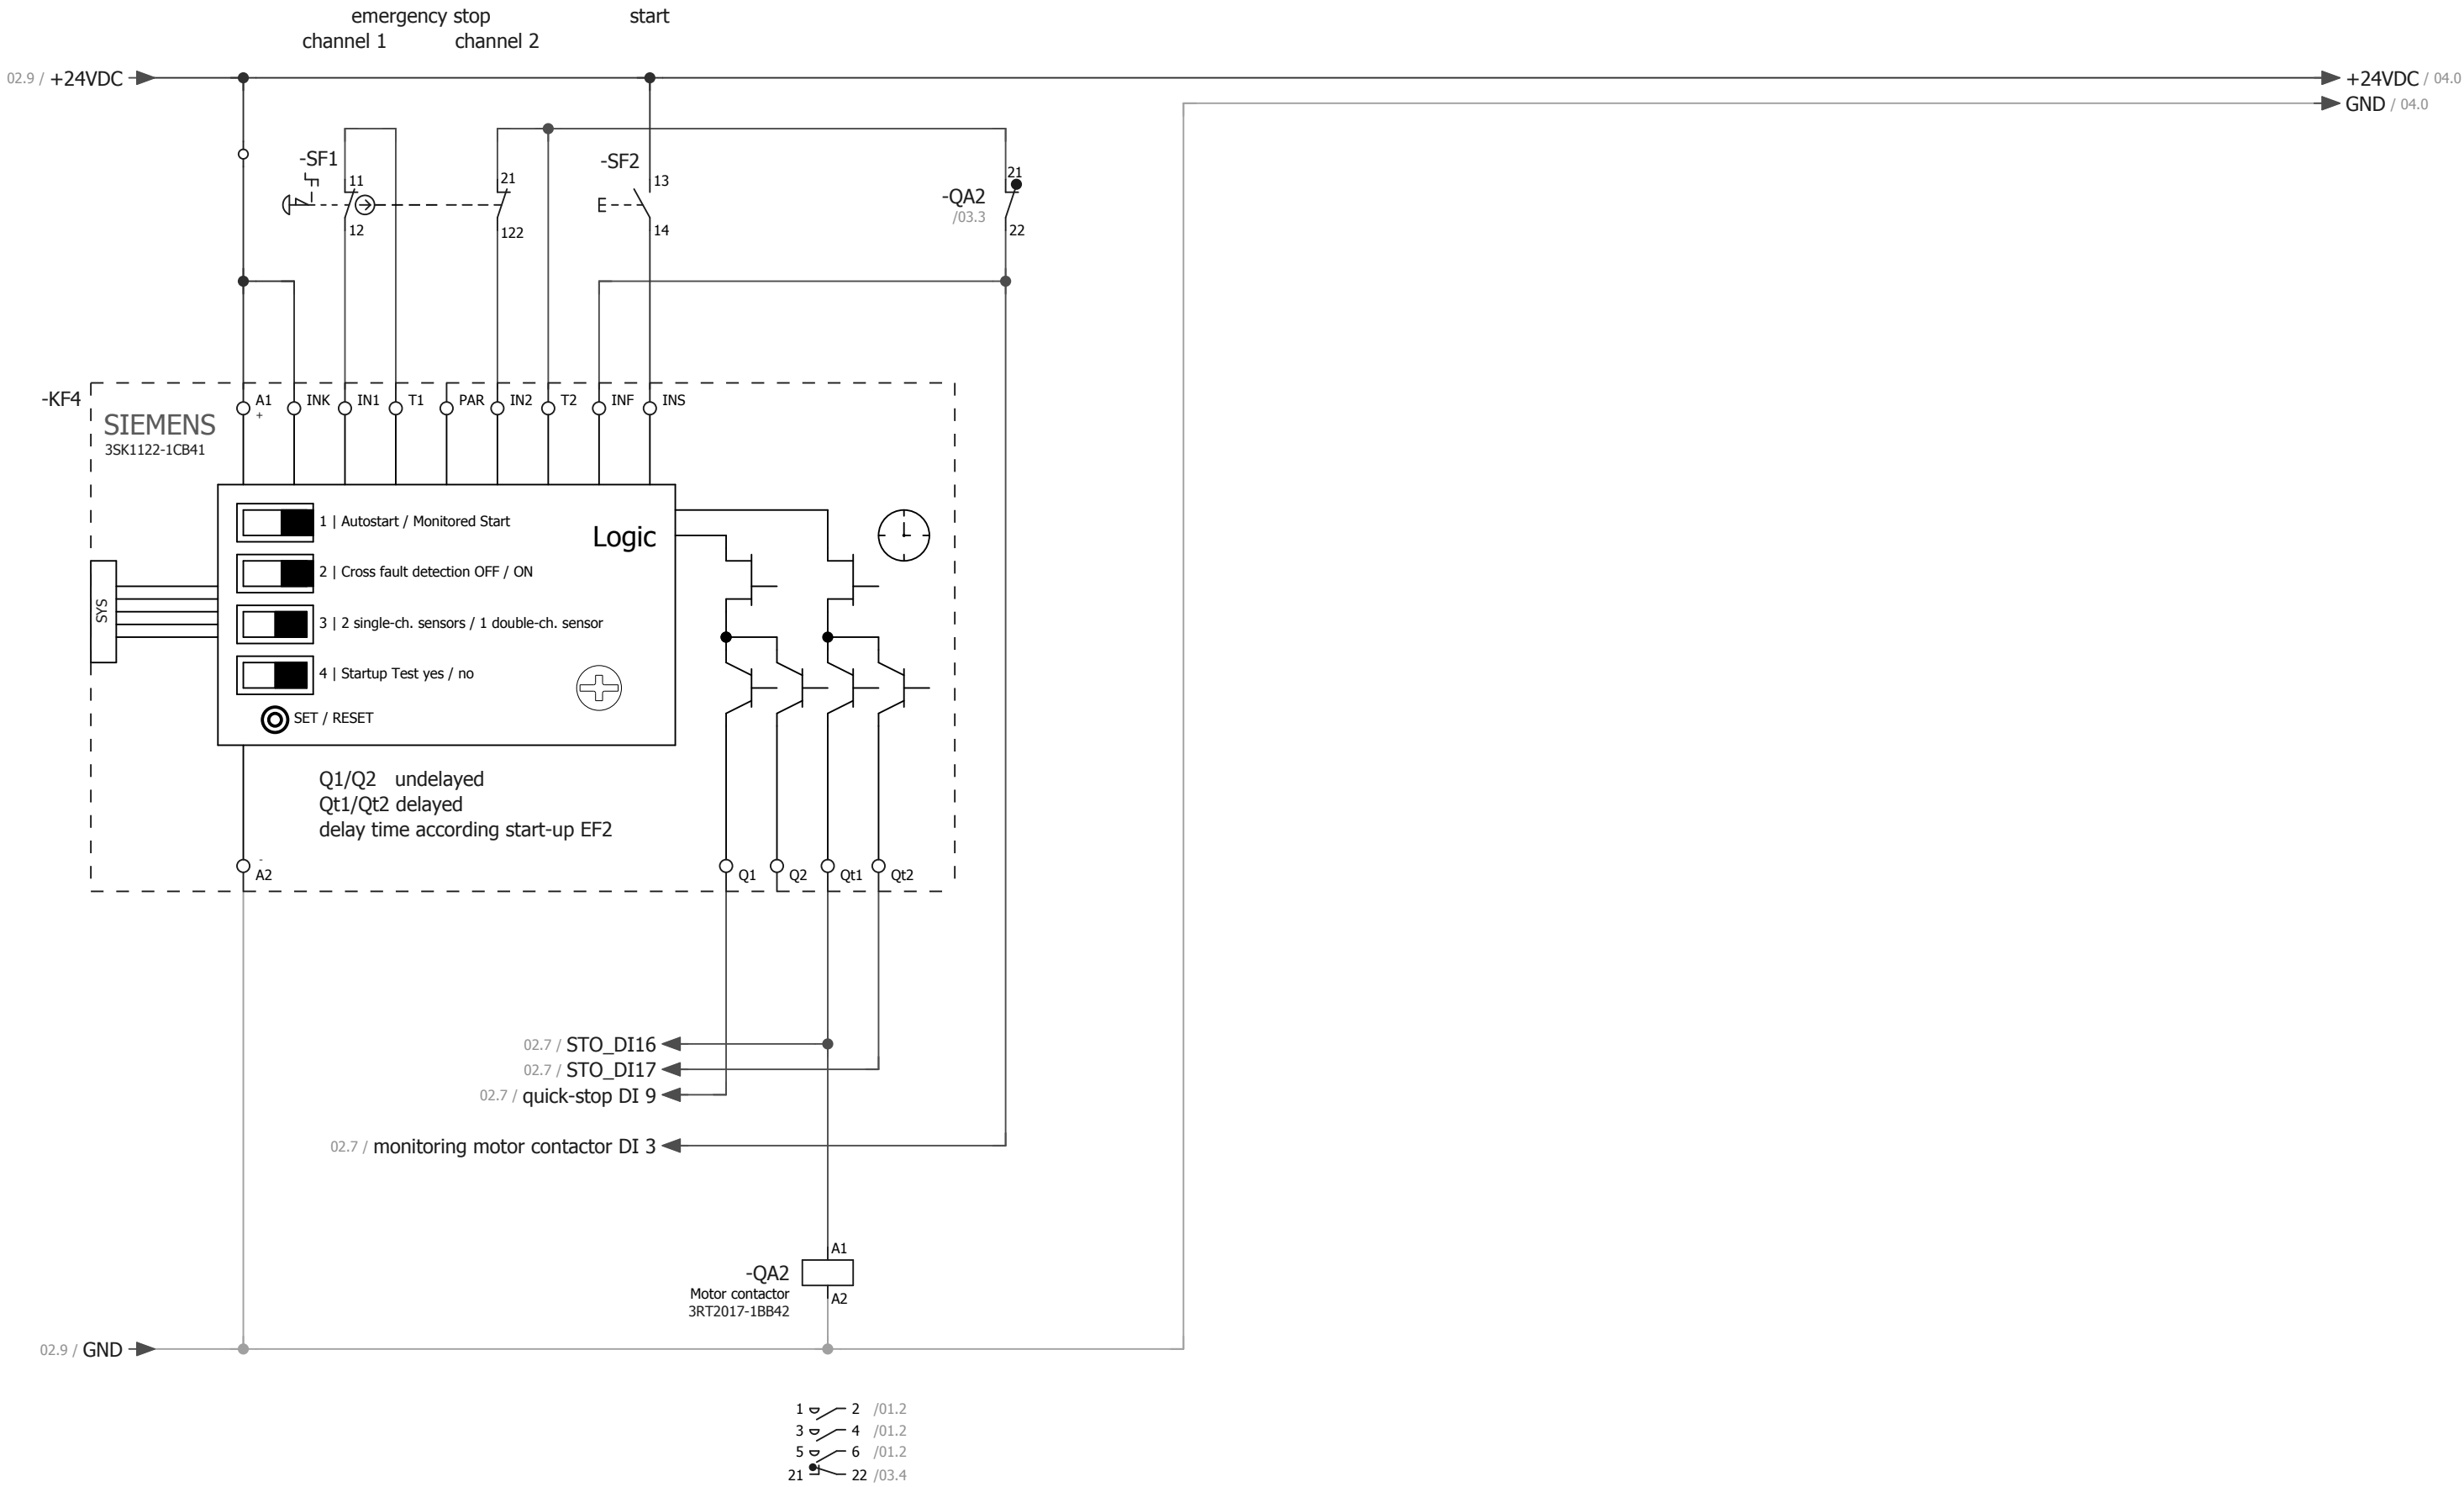 emergency stop start
channel 1 channel 2
02.9 / +24VDC +24VDC / 04.0
GND / 04.0
-SF1 -SF2
11 21 13 21
-QA2
/03.3
12 122 14 22
-KF4
A1 INK IN1 T1 PAR IN2 T2 INF INS
+
SIEMENS
3SK1122-1CB41
1 | Autostart / Monitored Start
Logic
2 | Cross fault detection OFF / ON
SYS
3 | 2 single-ch. sensors / 1 double-ch. sensor
4 | Startup Test yes / no
SET / RESET
Q1/Q2 undelayed
Qt1/Qt2 delayed
delay time according start-up EF2
-
A2 Q1 Q2 Qt1 Qt2
02.7 / STO_DI16
02.7 / STO_DI17
02.7 / quick-stop DI 9
02.7 / monitoring motor contactor DI 3
A1
-QA2
Motor contactor
A2
3RT2017-1BB42
02.9 / GND
1 2 /01.2
3 4 /01.2
5 6 /01.2
21 22 /03.4